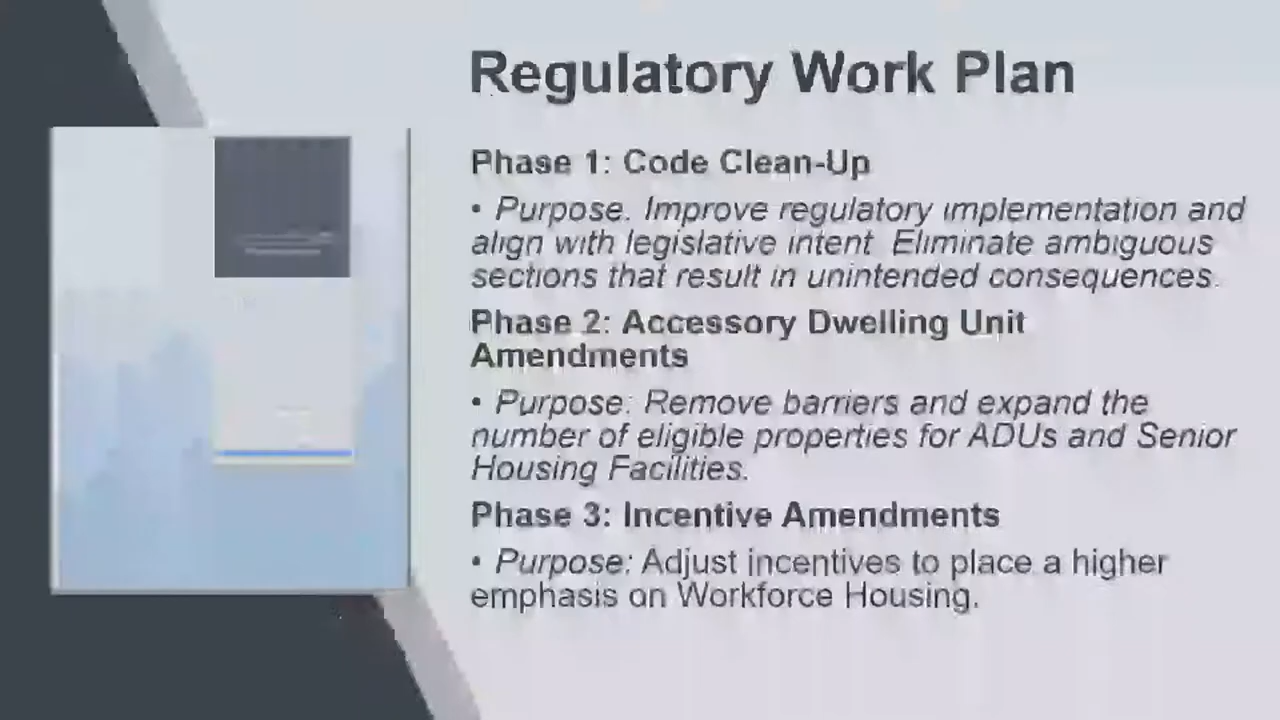 Regulatory Work Plan
Phase 1: Code Clean-Up
• Purpose. Improve regulatory implementation and
align with legislative intent. Eliminate ambiguous
sections that result in unintended consequences.
Phase 2: Accessory Dwelling Unit
Amendments
• Purpose: Remove barriers and expand the
number of eligible properties for ADUs and Senior
Housing Facilities.
Phase 3: Incentive Amendments
• Purpose: Adjust incentives to place a higher
emphasis on Workforce Housing.